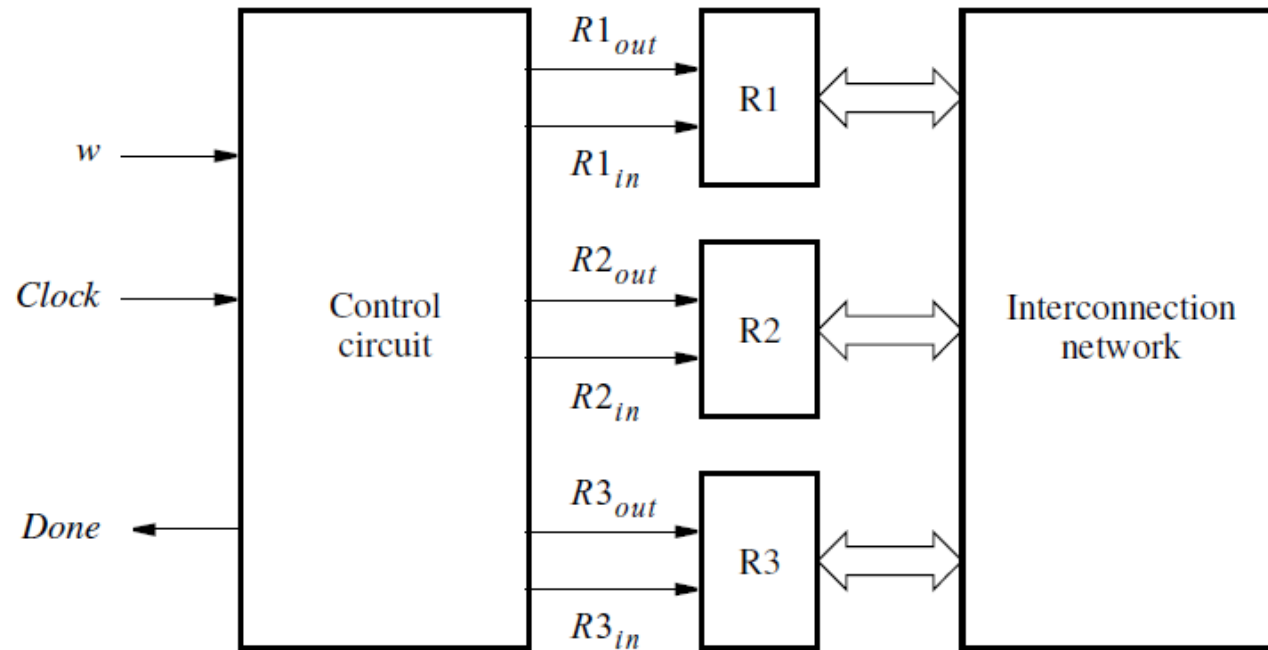 R1out
R1
w
R1in
R2out
Clock
Control
circuit
R2
Interconnection
network
R2in
R3out
Done
R3
R3in